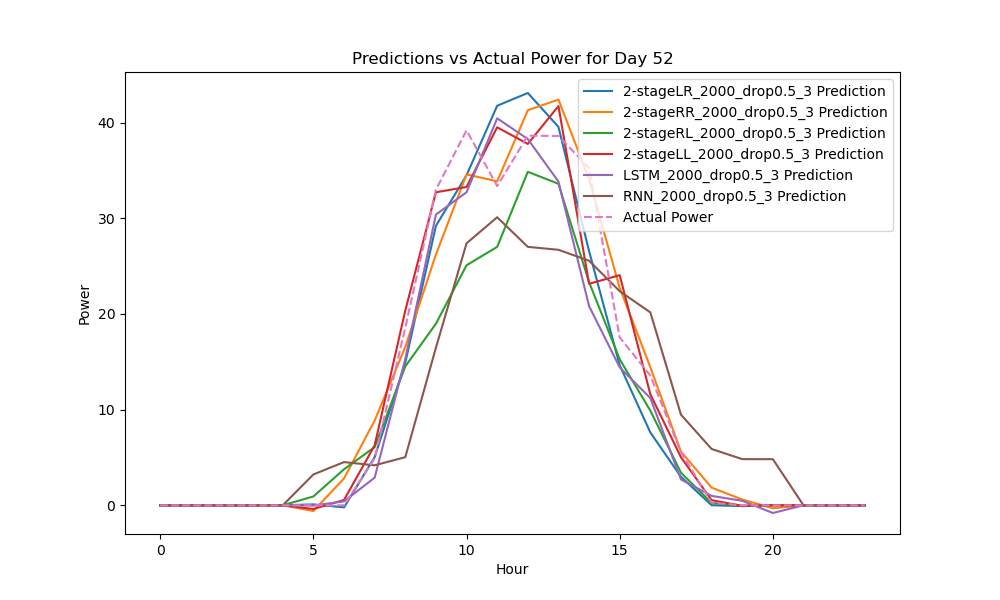 Predictions vs Actual Power for Day 52
2-stageLR_2000_drop0.5_3 Prediction
2-stageRR_2000_drop0.5_3 Prediction
2-stageRL_2000_drop0.5_3 Prediction
2-stageLL_2000_drop0.5_3 Prediction
LSTM_2000_drop0.5_3 Prediction
RNN_2000_drop0.5_3 Prediction
Actual Power
Power
40
30
20
10
0
0 5 10 15 20
Hour